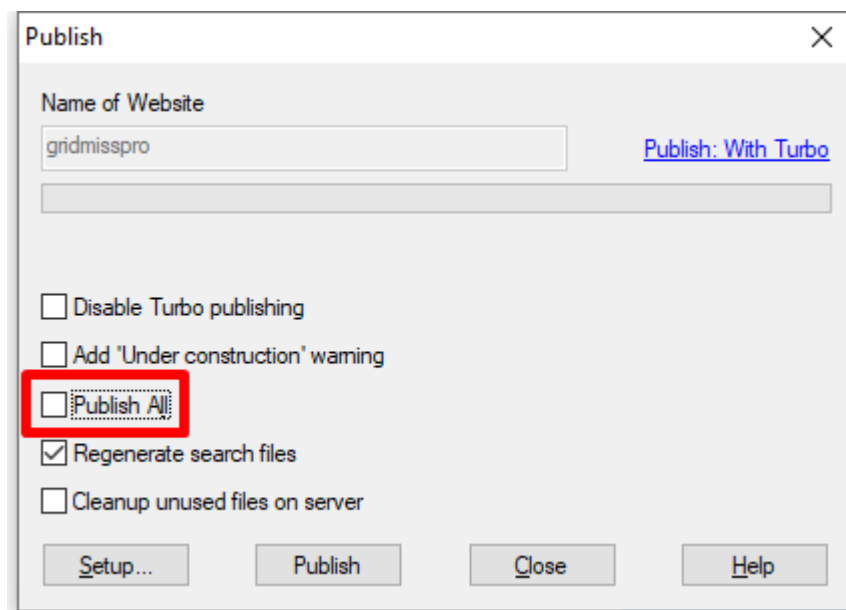 Publish
Name of Website
gridmisspro
Publish: With Turbo
Disable Turbo publishing
Add 'Under construction' warning
Publish All
Regenerate search files
Cleanup unused files on server
Setup... Publish Close Help